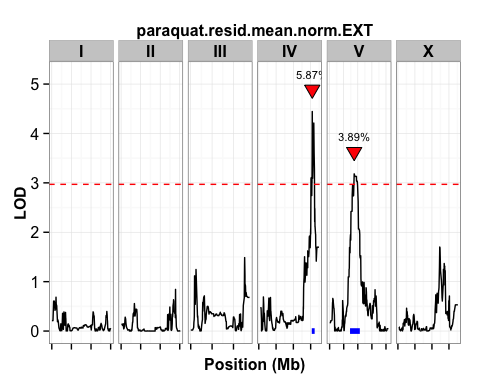 paraquat.resid.mean.norm.EXT
I II III IV V X
5.87%
3.89%
5
4
3
2
1
0
LOD
Position (Mb)